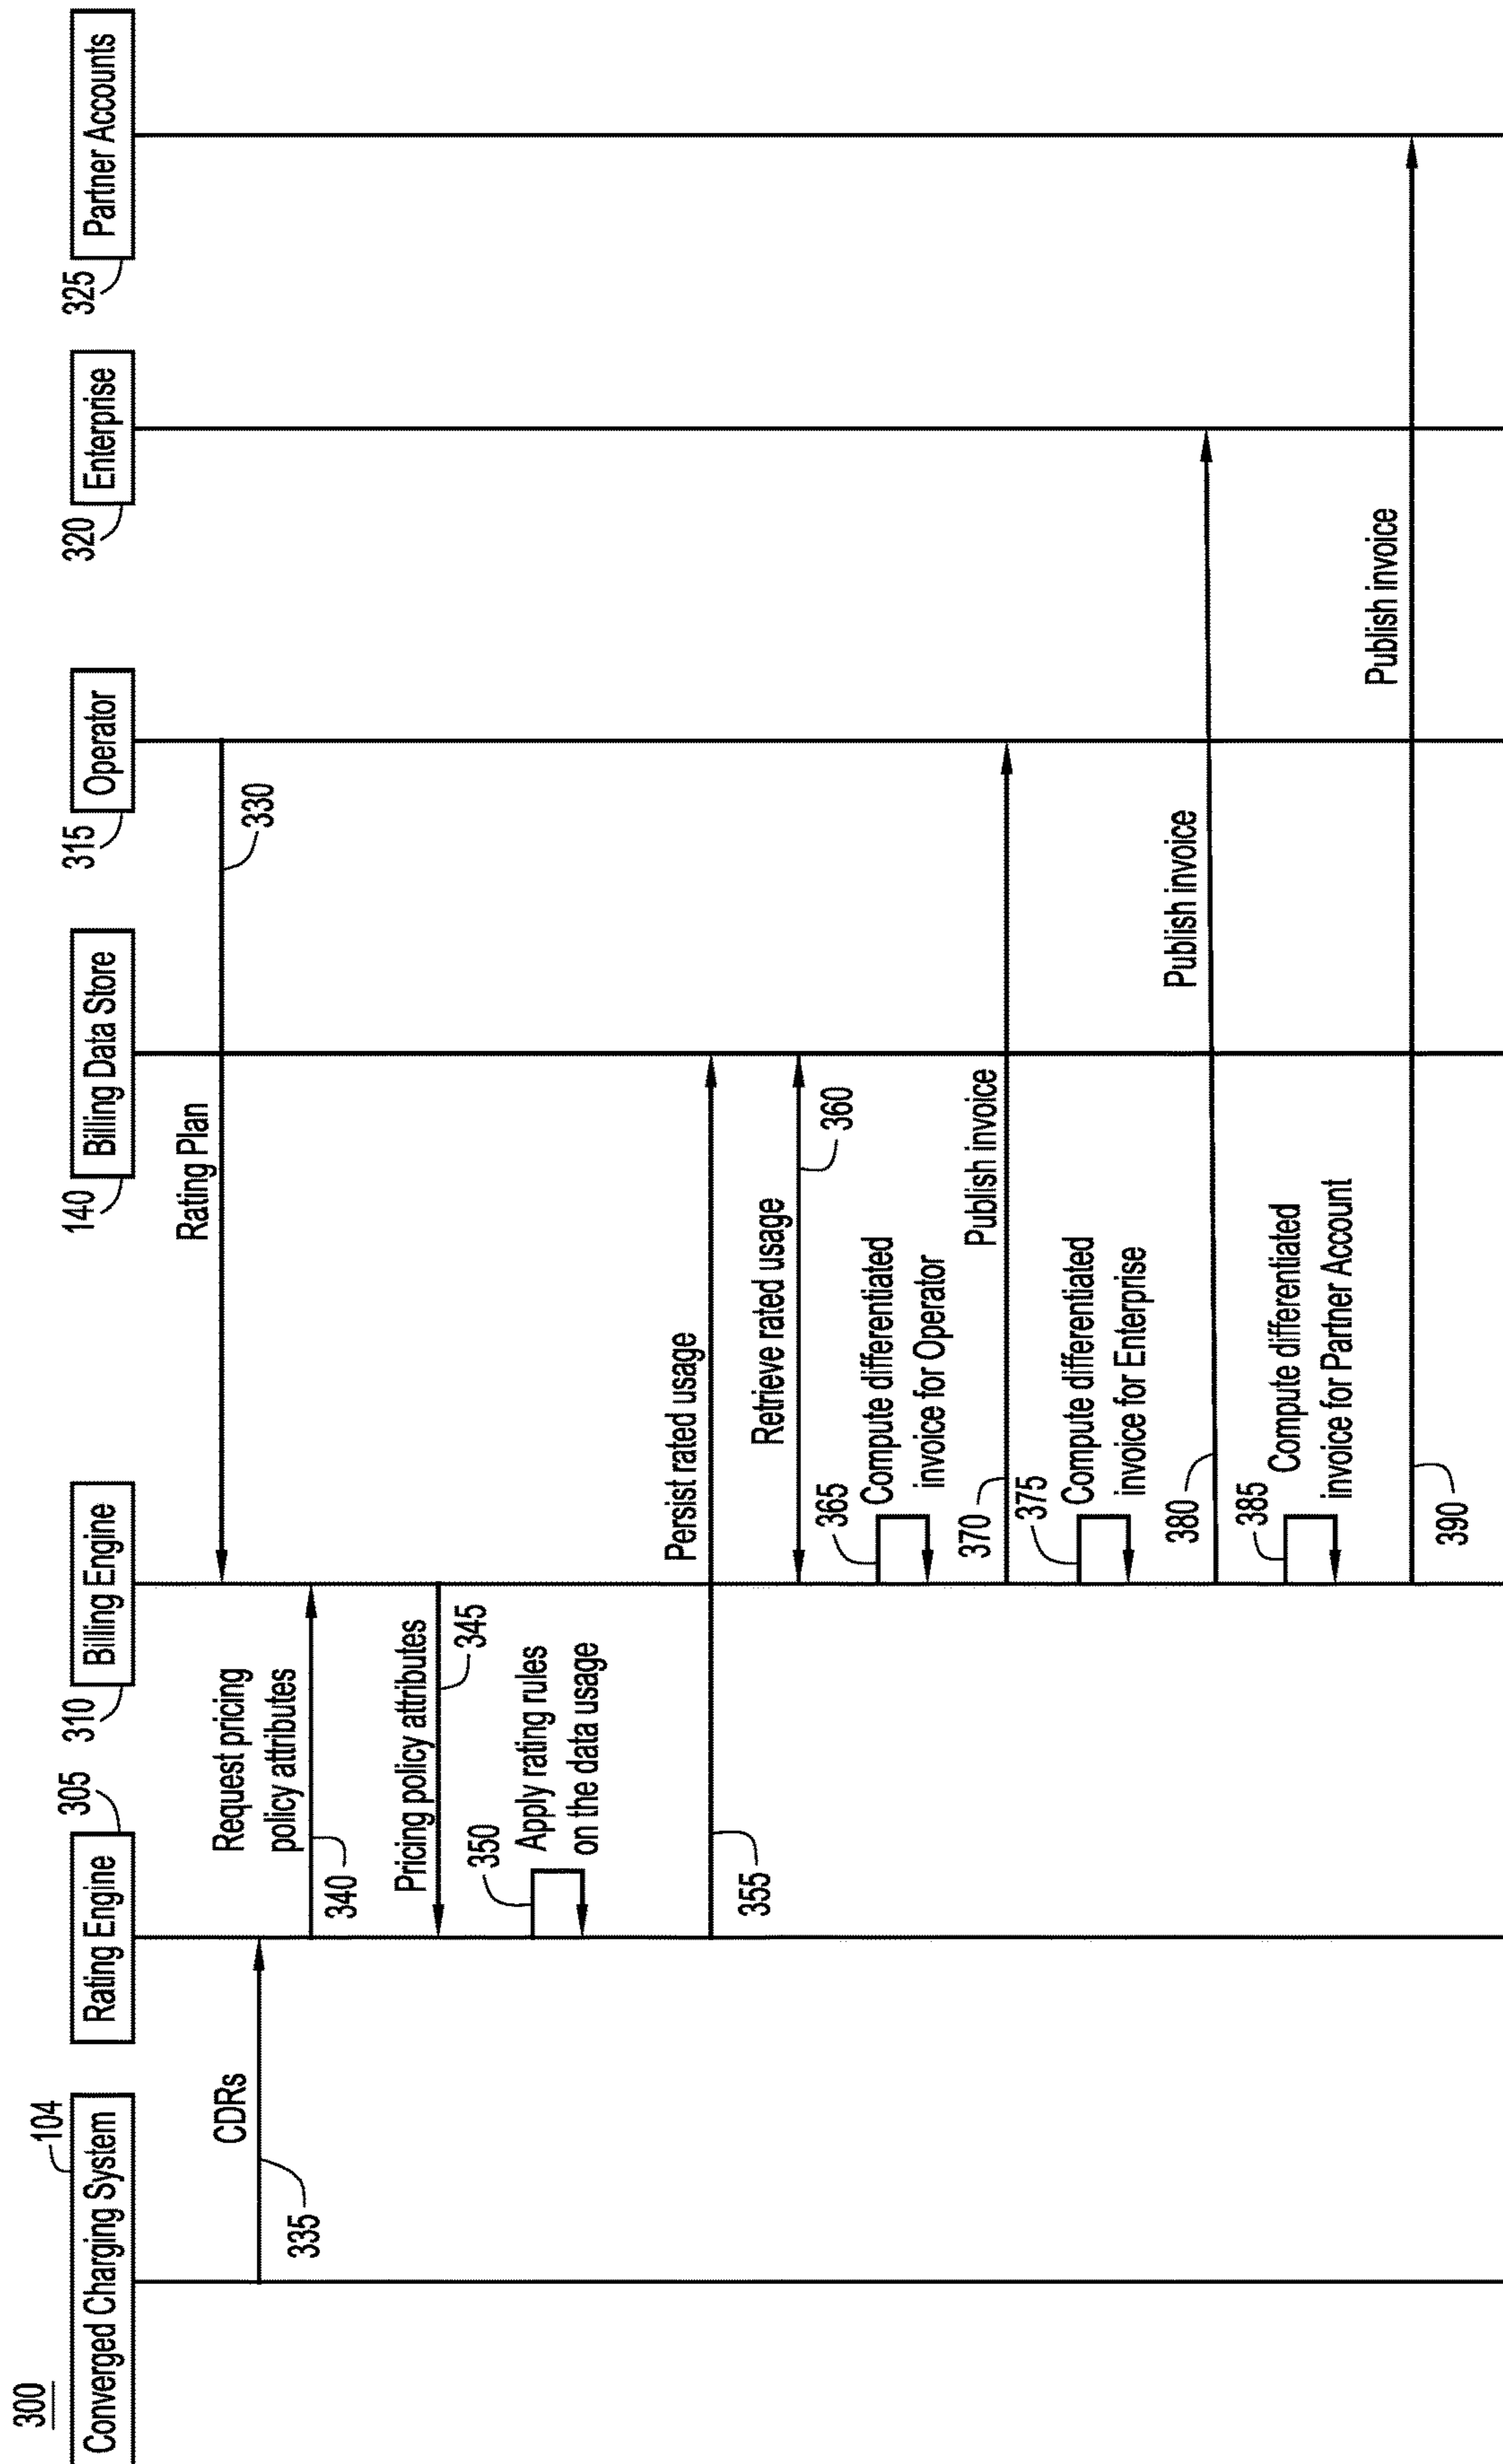 300
Converged Charging System
104
Rating Engine
305
Billing Engine
310
Billing Data Store
140
Operator
315
Enterprise
320
Partner Accounts
325
Rating Plan
330
CDRs
335
Request pricing
policy attributes
340
Pricing policy attributes
345
350
Apply rating rules
on the data usage
Persist rated usage
355
Retrieve rated usage
360
365
Compute differentiated
invoice for Operator
Publish invoice
370
375
Compute differentiated
invoice for Enterprise
Publish invoice
380
385
Compute differentiated
invoice for Partner Account
Publish invoice
390